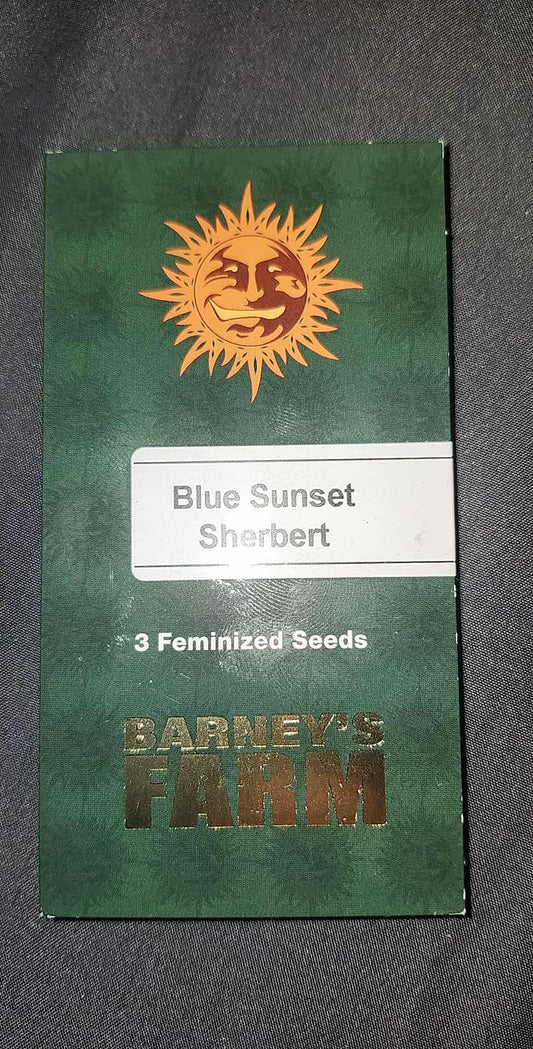 Blue Sunset
Sherbert
3 Feminized Seeds
BARNEY'S
FARM